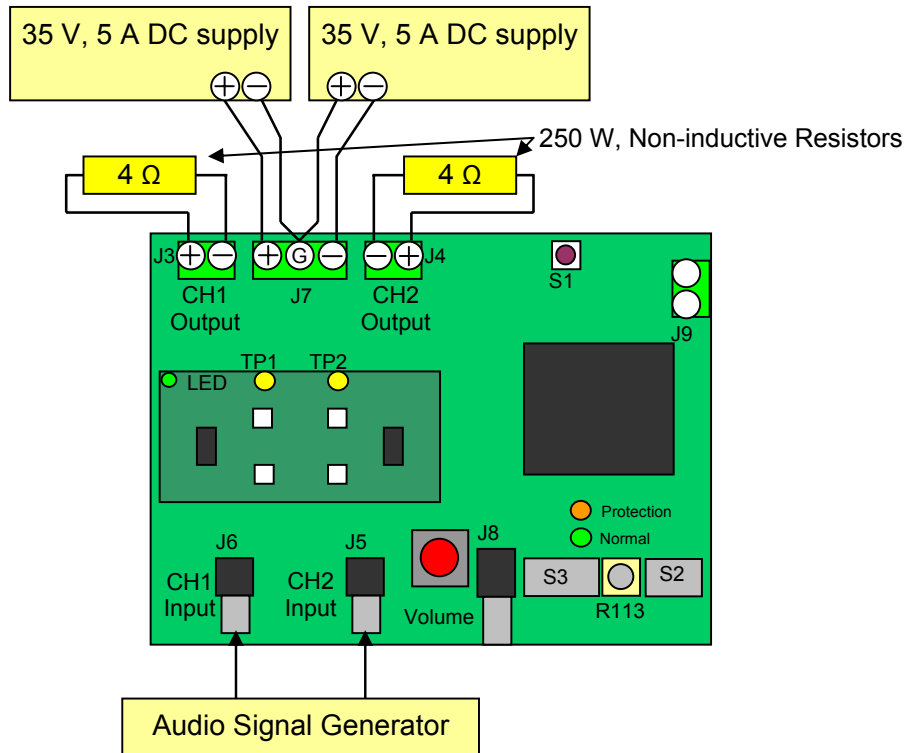 35 V, 5 A DC supply
35 V, 5 A DC supply
250 W, Non-inductive Resistors
4 Ω
4 Ω
J3
G
J4
J7
CH1
Output
CH2
Output
S1
J9
LED
TP1
TP2
Protection
Normal
J6
CH1
Input
J5
CH2
Input
Volume
J8
S3
R113
S2
Audio Signal Generator